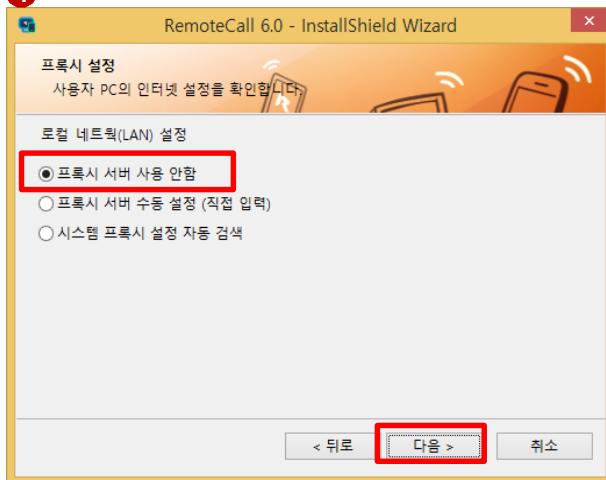 RemoteCall 6.0 - InstallShield Wizard
프록시 설정
사용자 PC의 인터넷 설정을 확인합니다.
로컬 네트웍(LAN) 설정
프록시 서버 사용 안함
프록시 서버 수동 설정 (직접 입력)
시스템 프록시 설정 자동 검색
< 뒤로 다음 > 취소